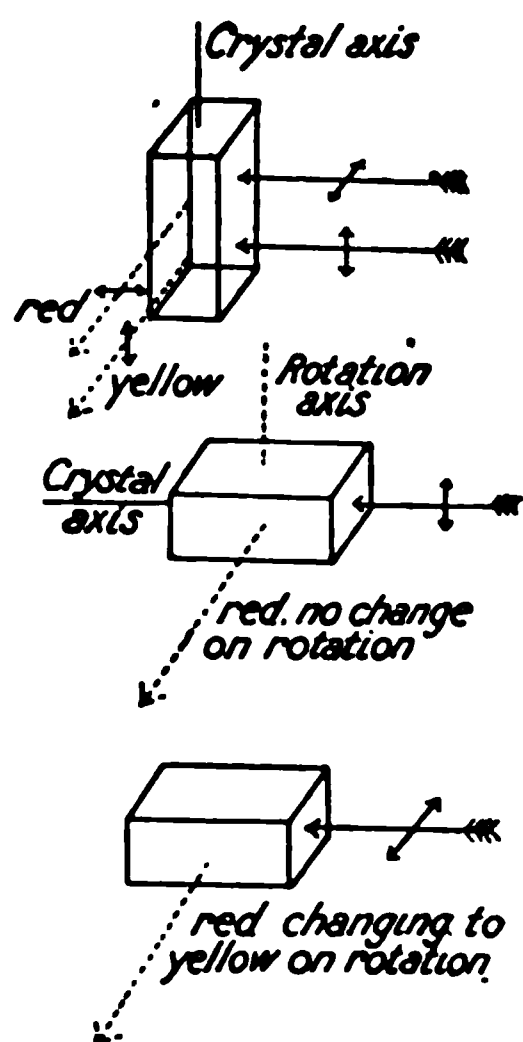 Crystal axis
red
yellow
Rotation
axis
Crystal
axis
red. no change
on rotation
red changing to
yellow on rotation